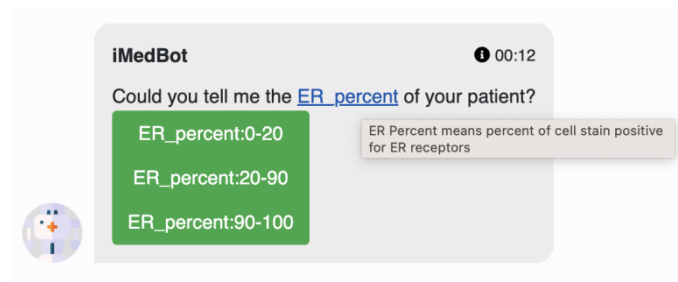 iMedBot
00:12
Could you tell me the ER_percent of your patient?
ER_percent:0-20
ER Percent means percent of cell stain positive
for ER receptors
ER_percent:20-90
ER_percent:90-100